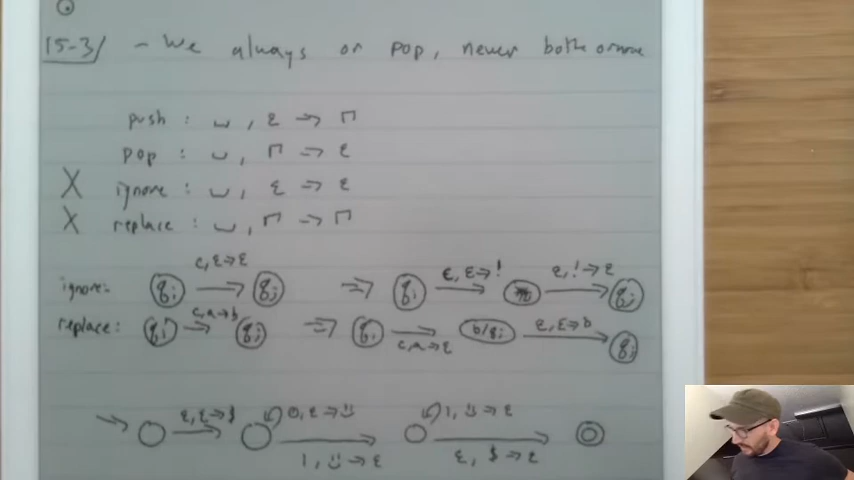 15-3/ - We always or pop, never both or none
push : ␣ , ε → Γ
pop : ␣ , Γ → ε
X ignore : ␣ , ε → ε
X replace : ␣ , Γ → Γ
ignore: qi c, ε → ε qj ⇒ qi ε → ! ε, ! → ε qj
replace: qi c, a → b qj ⇒ qi c, a → ε b/qj ε, ε → b qj
ε, ε → $ 0, ε → ☺ 1, ☺ → ε
1, ☺ → ε ε, $ → ε